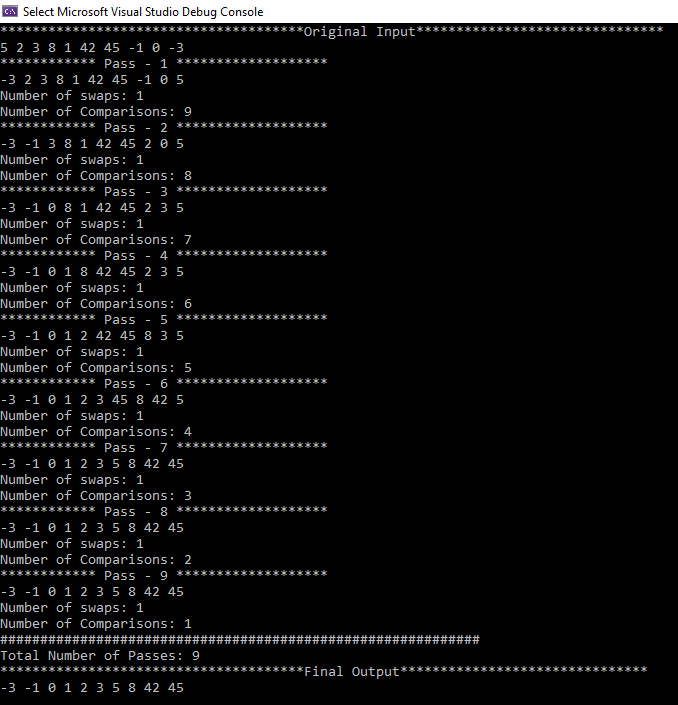 Select Microsoft Visual Studio Debug Console
**************************************Original Input*******************************
5 2 3 8 1 42 45 -1 0 -3
************ Pass - 1 *******************
-3 2 3 8 1 42 45 -1 0 5
Number of swaps: 1
Number of Comparisons: 9
************ Pass - 2 *******************
-3 -1 3 8 1 42 45 2 0 5
Number of swaps: 1
Number of Comparisons: 8
************ Pass - 3 *******************
-3 -1 0 8 1 42 45 2 3 5
Number of swaps: 1
Number of Comparisons: 7
************ Pass - 4 *******************
-3 -1 0 1 8 42 45 2 3 5
Number of swaps: 1
Number of Comparisons: 6
************ Pass - 5 *******************
-3 -1 0 1 2 42 45 8 3 5
Number of swaps: 1
Number of Comparisons: 5
************ Pass - 6 *******************
-3 -1 0 1 2 3 45 8 42 5
Number of swaps: 1
Number of Comparisons: 4
************ Pass - 7 *******************
-3 -1 0 1 2 3 5 8 42 45
Number of swaps: 1
Number of Comparisons: 3
************ Pass - 8 *******************
-3 -1 0 1 2 3 5 8 42 45
Number of swaps: 1
Number of Comparisons: 2
************ Pass - 9 *******************
-3 -1 0 1 2 3 5 8 42 45
Number of swaps: 1
Number of Comparisons: 1
############################################################
Total Number of Passes: 9
**************************************Final Output*******************************
-3 -1 0 1 2 3 5 8 42 45